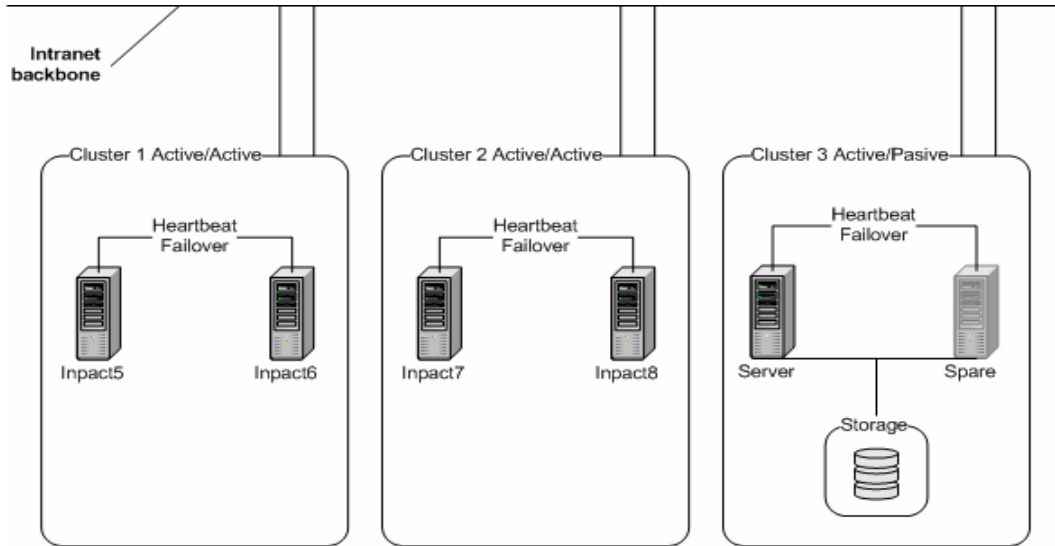 Intranet
backbone
Cluster 1 Active/Active
Heartbeat
Failover
Inpact5
Inpact6
Cluster 2 Active/Active
Heartbeat
Failover
Inpact7
Inpact8
Cluster 3 Active/Pasive
Heartbeat
Failover
Server
Spare
Storage